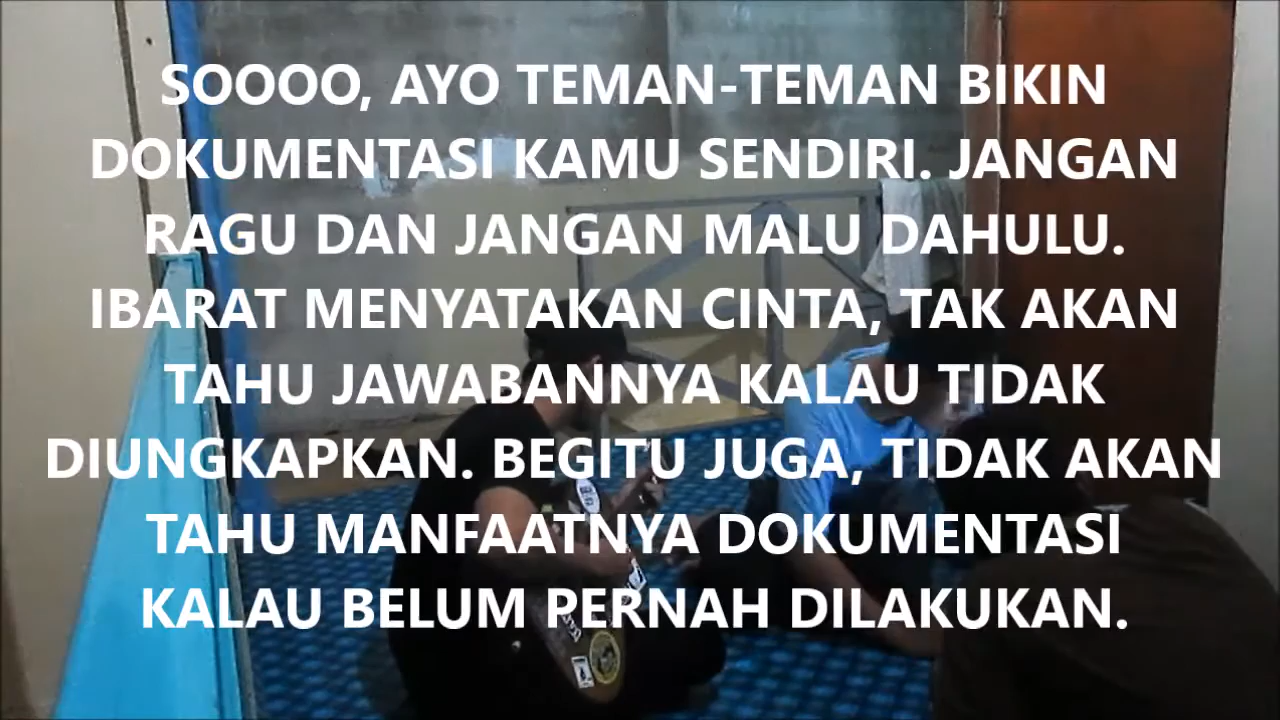 SOOOO, AYO TEMAN-TEMAN BIKIN
DOKUMENTASI KAMU SENDIRI. JANGAN
RAGU DAN JANGAN MALU DAHULU.
IBARAT MENYATAKAN CINTA, TAK AKAN
TAHU JAWABANNYA KALAU TIDAK
DIUNGKAPKAN. BEGITU JUGA, TIDAK AKAN
TAHU MANFAATNYA DOKUMENTASI
KALAU BELUM PERNAH DILAKUKAN.